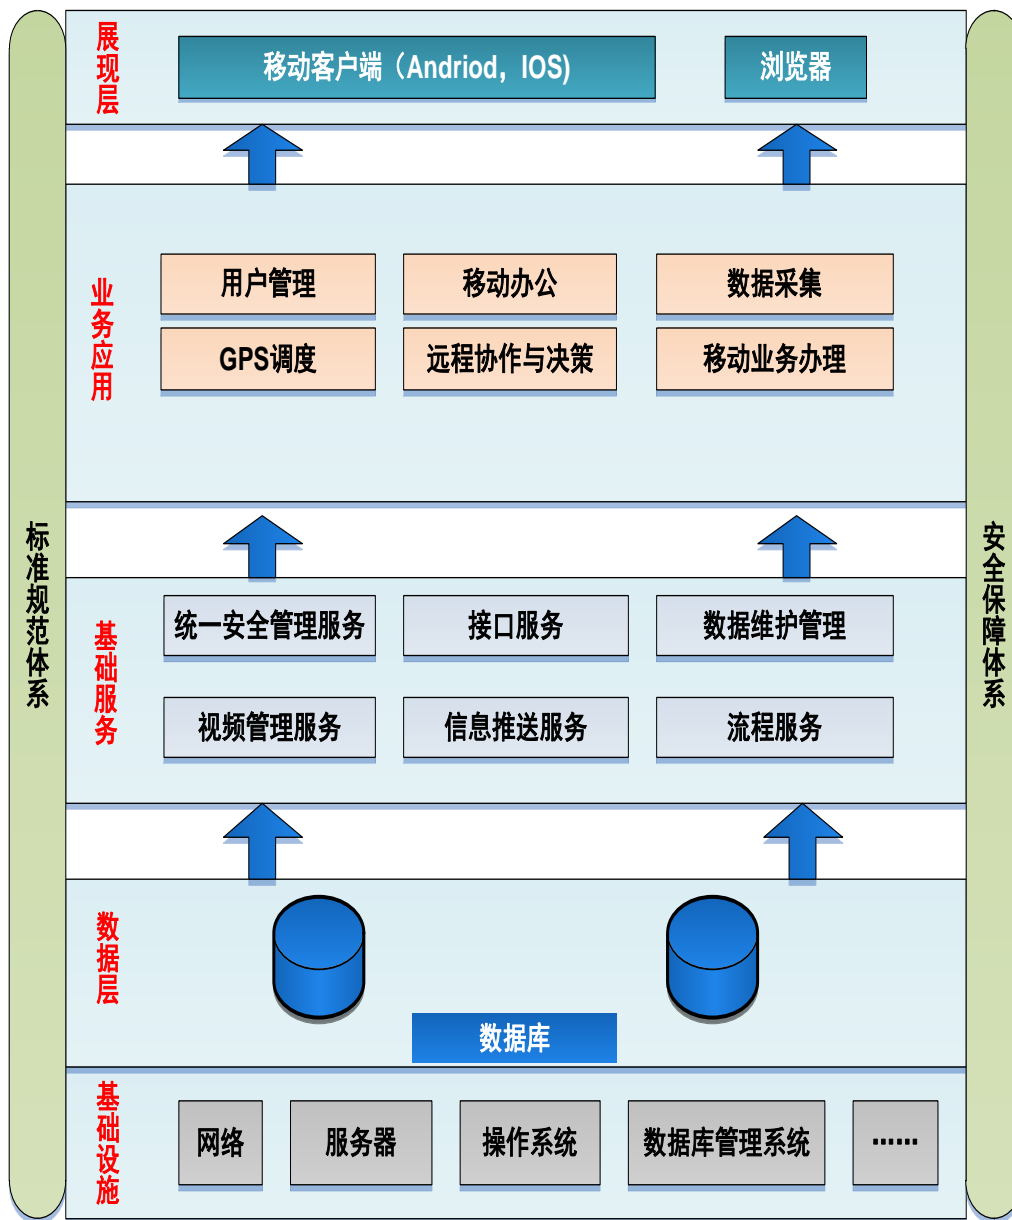 展现层
移动客户端（Andriod，IOS)
浏览器
业务应用
用户管理
移动办公
数据采集
GPS调度
远程协作与决策
移动业务办理
标准规范体系
安全保障体系
基础服务
统一安全管理服务
接口服务
数据维护管理
视频管理服务
信息推送服务
流程服务
数据层
数据库
基础设施
网络
服务器
操作系统
数据库管理系统
······